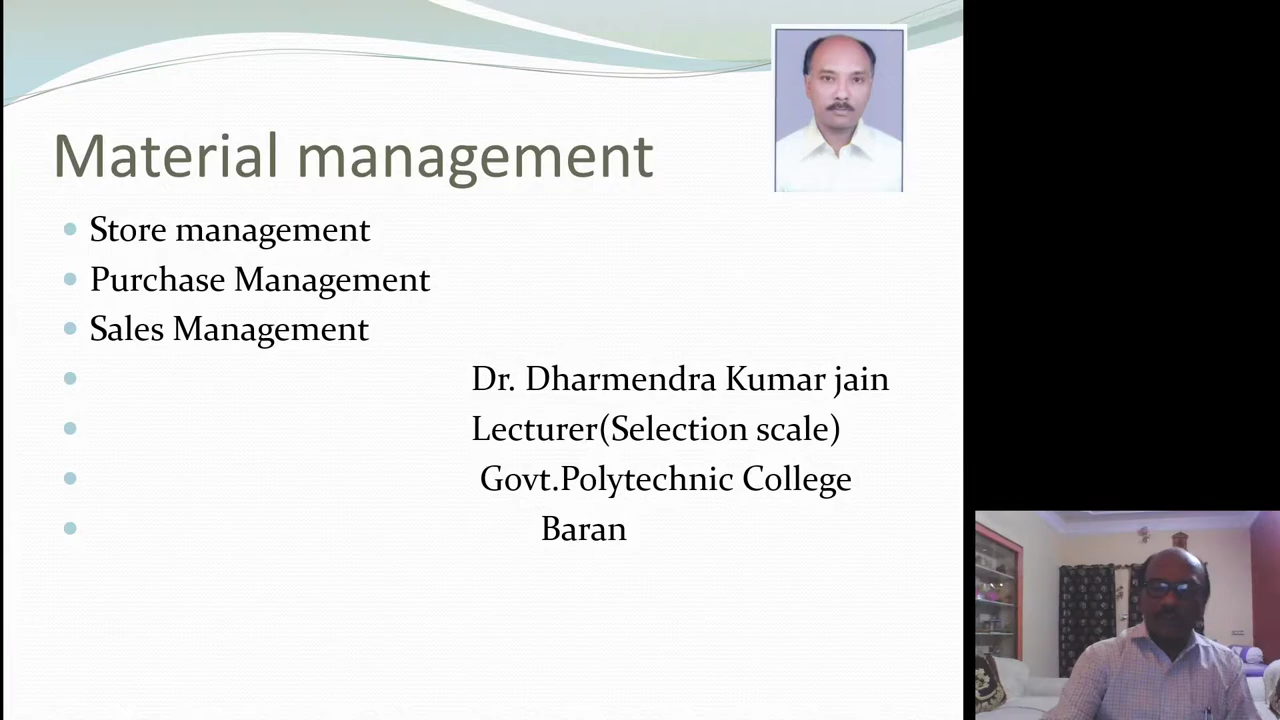 Material management
Store management
Purchase Management
Sales Management
Dr. Dharmendra Kumar jain
Lecturer(Selection scale)
Govt.Polytechnic College
Baran